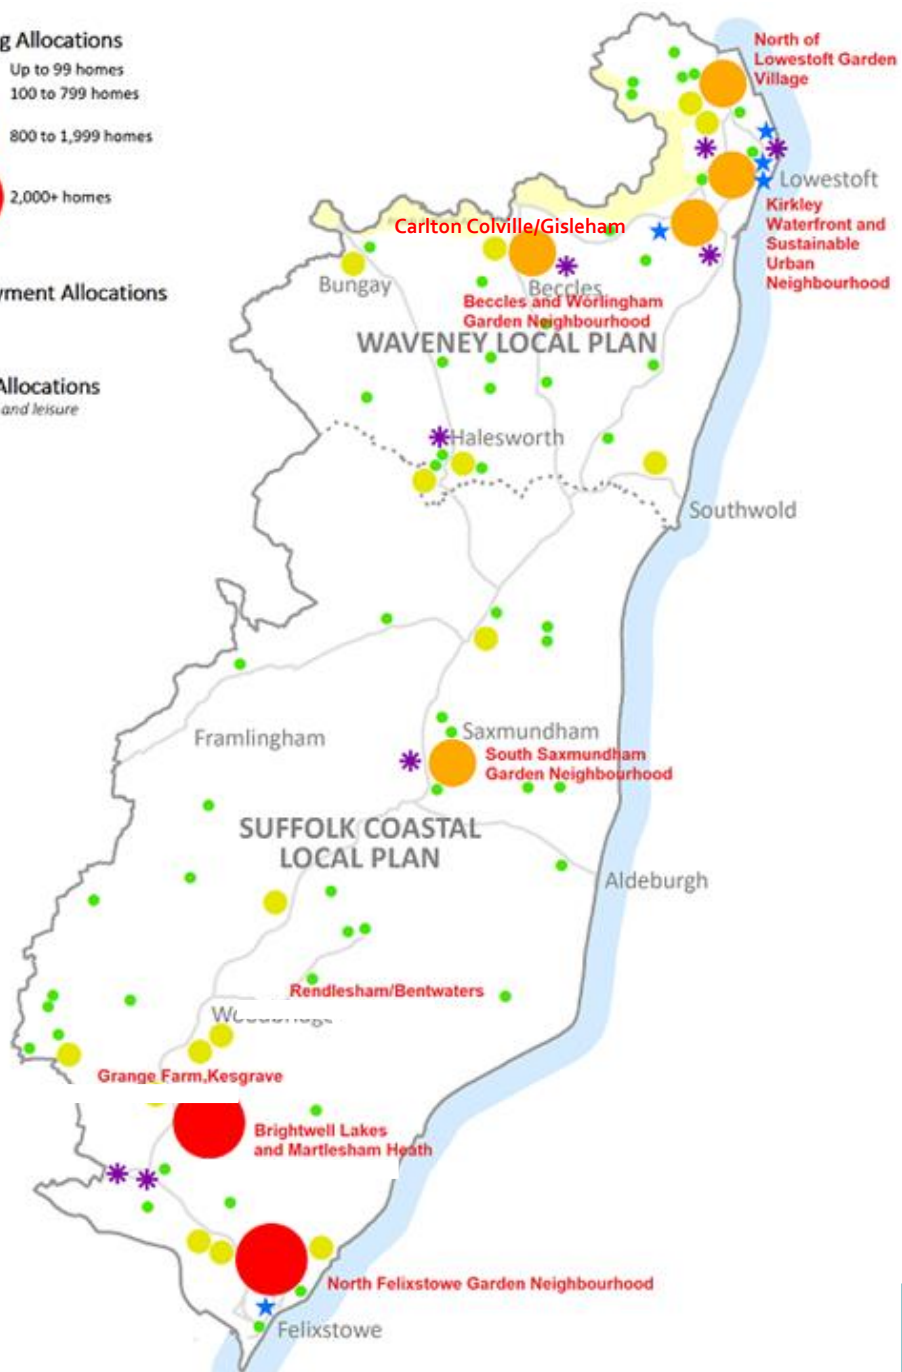 g Allocations
Up to 99 homes
100 to 799 homes
800 to 1,999 homes
2,000+ homes
yment Allocations
Allocations
and leisure
North of
Lowestoft Garden
Village
Lowestoft
Kirkley
Waterfront and
Sustainable
Urban
Neighbourhood
Carlton Colville/Gisleham
Bungay
Beccles
Beccles and Worlingham
Garden Neighbourhood
WAVENEY LOCAL PLAN
Halesworth
Southwold
Framlingham
Saxmundham
South Saxmundham
Garden Neighbourhood
SUFFOLK COASTAL
LOCAL PLAN
Aldeburgh
Rendlesham/Bentwaters
Grange Farm,Kesgrave
Brightwell Lakes
and Martlesham Heath
North Felixstowe Garden Neighbourhood
Felixstowe